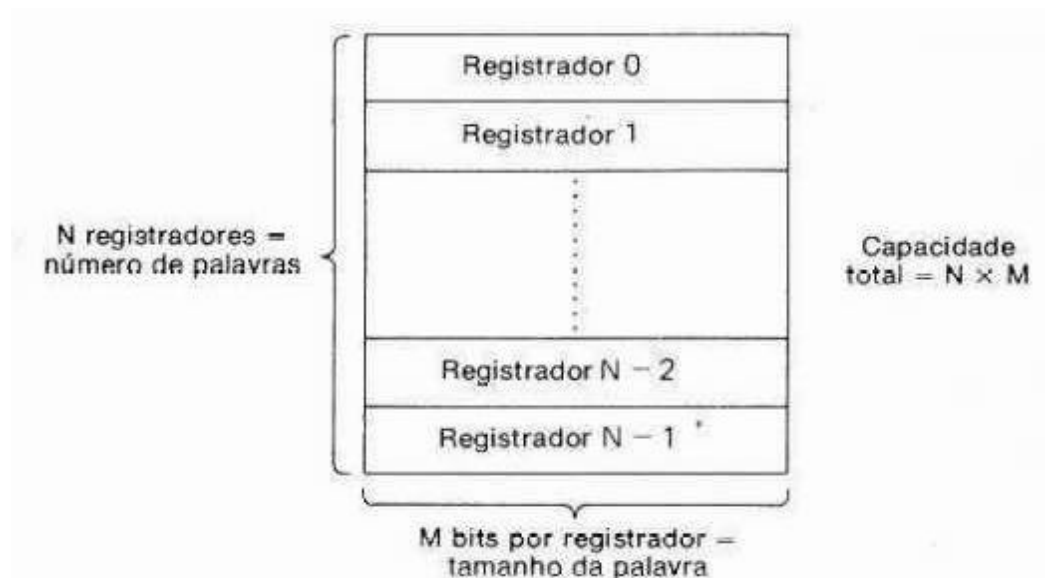 Registrador 0
Registrador 1
N registradores =
número de palavras
Capacidade
total = N × M
Registrador N - 2
Registrador N - 1
M bits por registrador =
tamanho da palavra